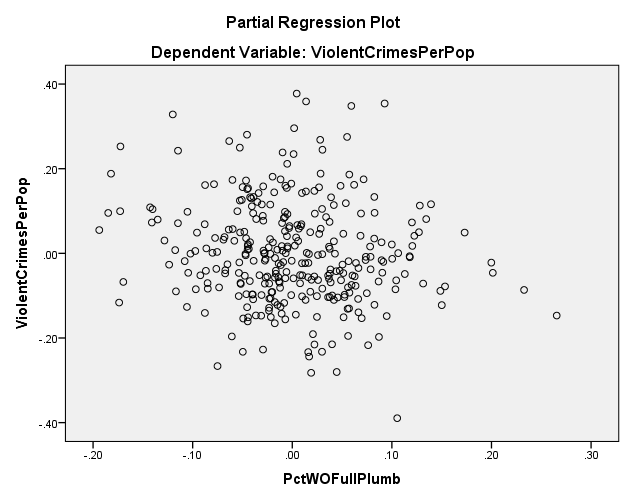 Partial Regression Plot
Dependent Variable: ViolentCrimesPerPop
.40
.20
.00
-.20
-.40
ViolentCrimesPerPop
-.20 -.10 .00 .10 .20 .30
PctWOFullPlumb